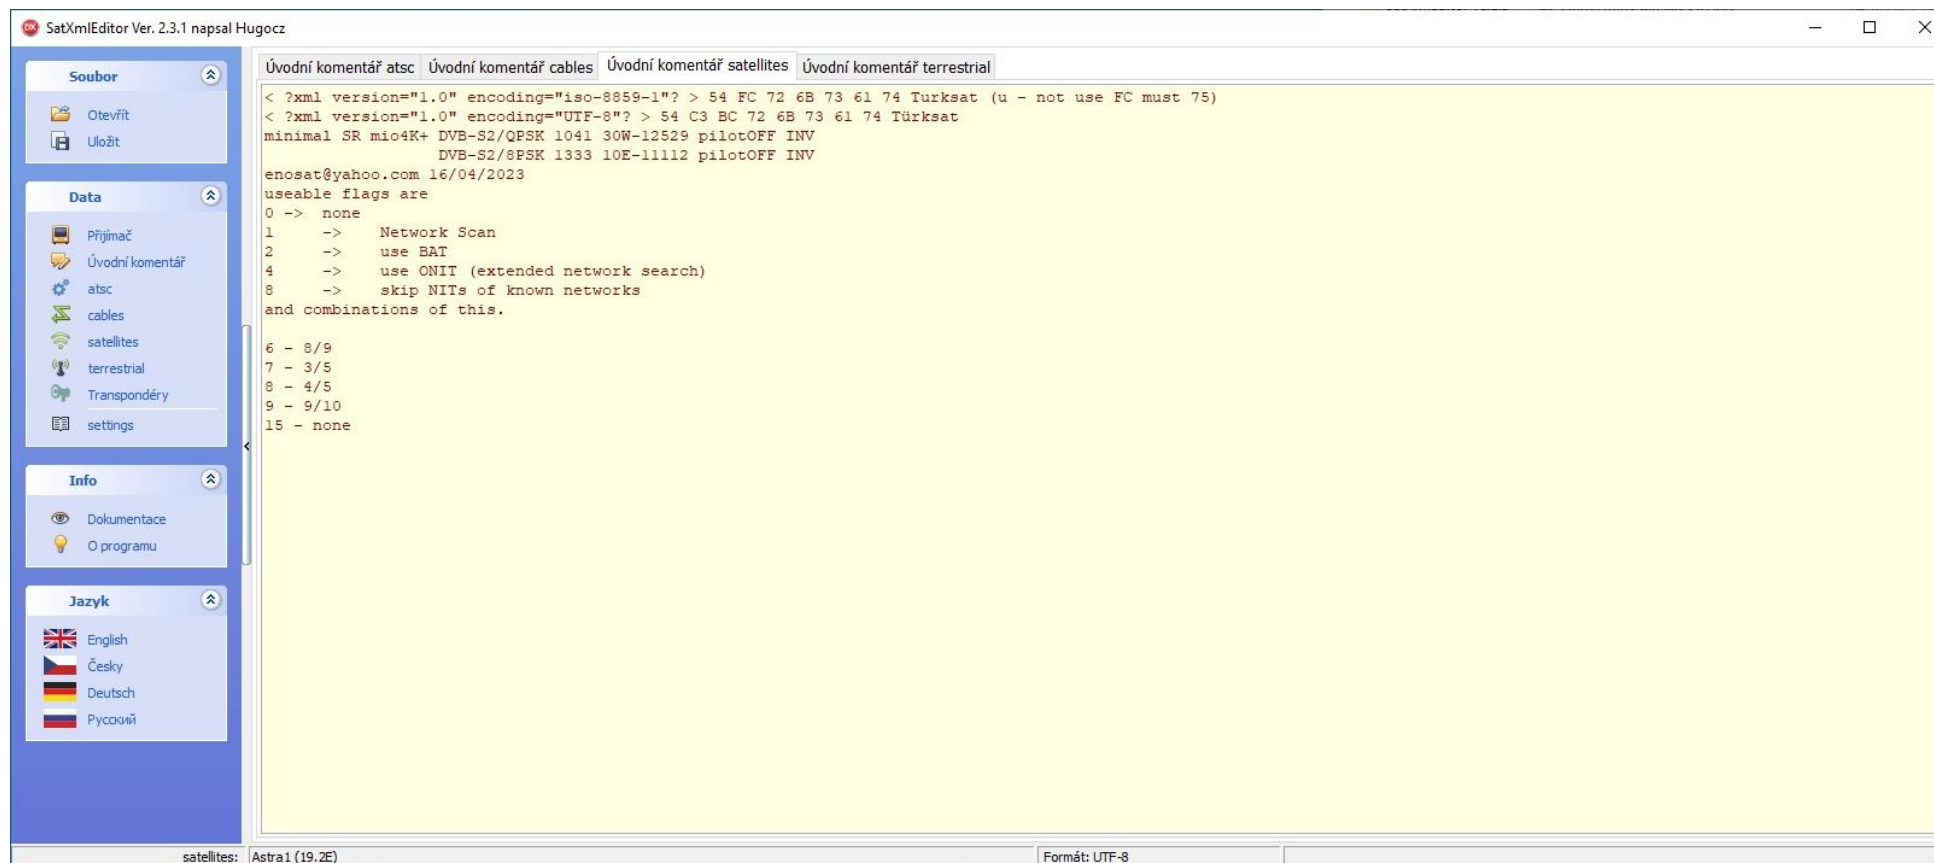 SatXmlEditor Ver. 2.3.1 napsal Hugocz
Soubor
Otevřít
Uložit
Data
Přijímač
Úvodní komentář
atsc
cables
satellites
terrestrial
Transpondéry
settings
Info
Dokumentace
O programu
Jazyk
English
Česky
Deutsch
Русский
Úvodní komentář atsc Úvodní komentář cables Úvodní komentář satellites Úvodní komentář terrestrial
< ?xml version="1.0" encoding="iso-8859-1"? > 54 FC 72 6B 73 61 74 Turksat (u - not use FC must 75)
< ?xml version="1.0" encoding="UTF-8"? > 54 C3 BC 72 6B 73 61 74 Türksat
minimal SR mio4K+ DVB-S2/QPSK 1041 30W-12529 pilotOFF INV
DVB-S2/8PSK 1333 10E-11112 pilotOFF INV
enosat@yahoo.com 16/04/2023
useable flags are
0 -> none
1 -> Network Scan
2 -> use BAT
4 -> use ONIT (extended network search)
8 -> skip NITs of known networks
and combinations of this.
6 - 8/9
7 - 3/5
8 - 4/5
9 - 9/10
15 - none
satellites: Astra1 (19.2E) Formát: UTF-8